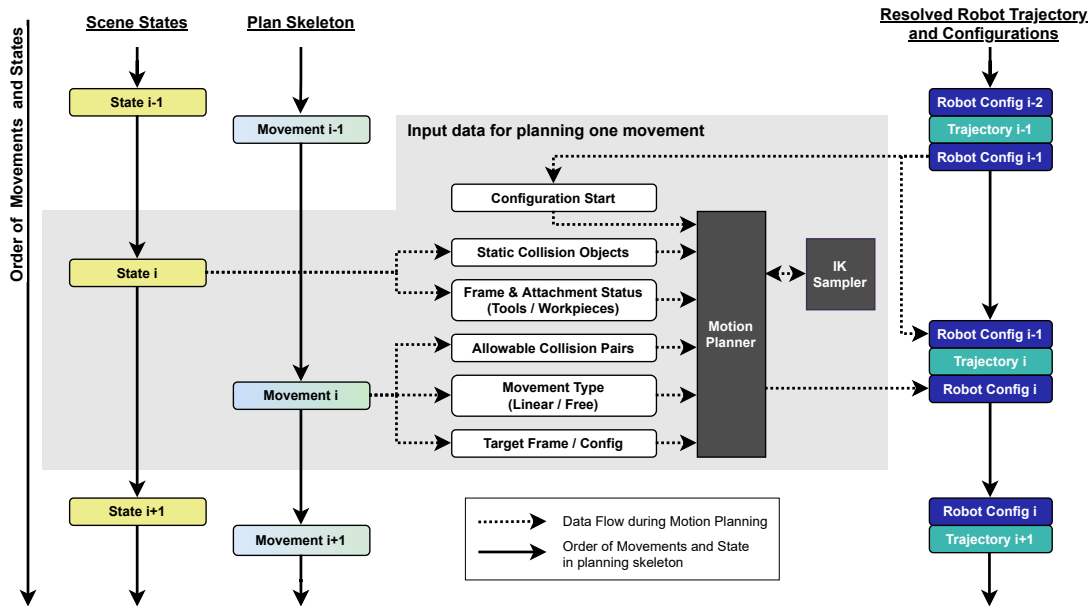 Order of Movements and States
Scene States
Plan Skeleton
Resolved Robot Trajectory
and Configurations
State i-1
Movement i-1
Robot Config i-2
Trajectory i-1
Robot Config i-1
Input data for planning one movement
Configuration Start
State i
Static Collision Objects
Frame & Attachment Status
(Tools / Workpieces)
Motion
Planner
IK
Sampler
Allowable Collision Pairs
Movement i
Movement Type
(Linear / Free)
Target Frame / Config
Robot Config i-1
Trajectory i
Robot Config i
State i+1
Movement i+1
Data Flow during Motion Planning
Order of Movements and State
in planning skeleton
Robot Config i
Trajectory i+1